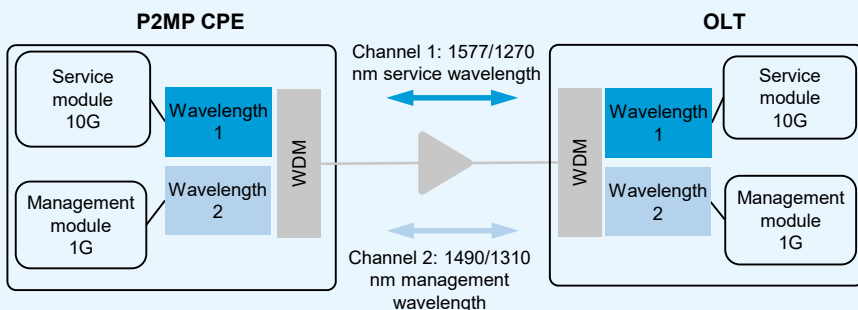 P2MP CPE
OLT
Channel 1: 1577/1270
nm service wavelength
Service
module
10G
Wavelength
1
WDM
Wavelength
2
Management
module
1G
Channel 2: 1490/1310
nm management
wavelength
WDM
Wavelength
1
Service
module
10G
Wavelength
2
Management
module
1G